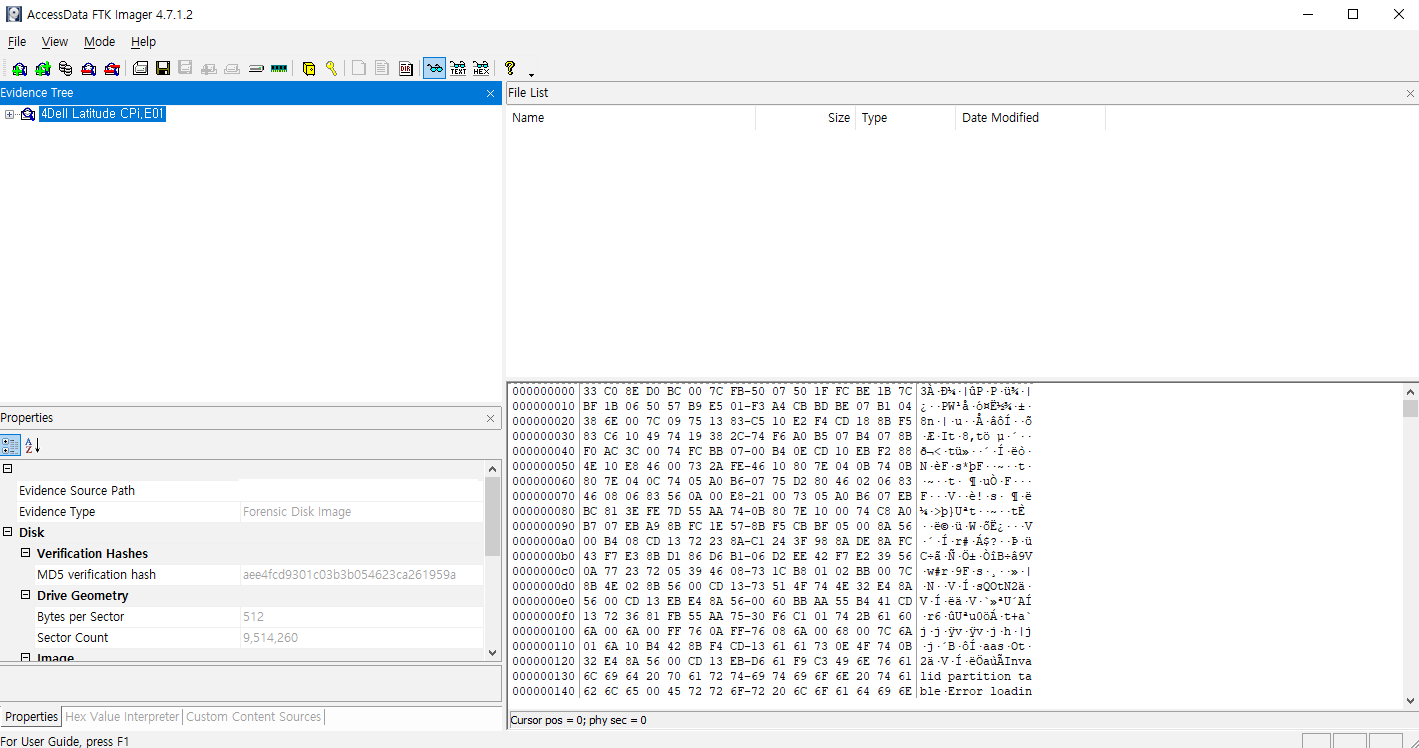 AccessData FTK Imager 4.7.1.2
File View Mode Help
Evidence Tree
4Dell Latitude CPi.E01
File List
Name Size Type Date Modified
Properties
Evidence Source Path
Evidence Type Forensic Disk Image
Disk
Verification Hashes
MD5 verification hash aee4fcd9301c03b3b054623ca261959a
Drive Geometry
Bytes per Sector 512
Sector Count 9,514,260
Image
Properties Hex Value Interpreter Custom Content Sources
000000000 33 C0 8E D0 BC 00 7C FB-50 07 50 1F FC BE 1B 7C 3À·Ð¼·|ûP·P·ü¾·|
000000010 BF 1B 06 50 57 B9 E5 01-F3 A4 CB BD BE 07 B1 04 ¿··PW¹å·ó¤Ë½¾·±·
000000020 38 6E 00 7C 09 75 13 83-C5 10 E2 F4 CD 18 8B F5 8n·|·u··Å·âôÍ··õ
000000030 83 C6 10 49 74 19 38 2C-74 F6 A0 B5 07 B4 07 8B ·Æ·It·8,tö µ·´··
000000040 F0 AC 3C 00 74 FC BB 07-00 B4 0E CD 10 EB F2 88 ð¬<·tü»··´·Í·ëò·
000000050 4E 10 E8 46 00 73 2A FE-46 10 80 7E 04 0B 74 0B N·èF·s*þF··~··t·
000000060 80 7E 04 0C 74 05 A0 B6-07 75 D2 80 46 02 06 83 ·~··t· ¶·uÒ·F···
000000070 46 08 06 83 56 0A 00 E8-21 00 73 05 A0 B6 07 EB F···V··è!·s· ¶·ë
000000080 BC 81 3E FE 7D 55 AA 74-0B 80 7E 10 00 74 C8 A0 ¼·>þ}Uªt··~··tÈ
000000090 B7 07 EB A9 8B FC 1E 57-8B F5 CB BF 05 00 8A 56 ··ë©·ü·W·õË¿···V
0000000a0 00 B4 08 CD 13 72 23 8A-C1 24 3F 98 8A DE 8A FC ·´·Í·r#·Á$?··Þ·ü
0000000b0 43 F7 E3 8B D1 86 D6 B1-06 D2 EE 42 F7 E2 39 56 C÷ã·Ñ·Ö±·ÒîB÷â9V
0000000c0 0A 77 23 72 05 39 46 08-73 1C B8 01 02 BB 00 7C ·w#r·9F·s·¸··»·|
0000000d0 8B 4E 02 8B 56 00 CD 13-73 51 4F 74 4E 32 E4 8A ·N··V·Í·sQOtN2ä·
0000000e0 56 00 CD 13 EB E4 8A 56-00 60 BB AA 55 B4 41 CD V·Í·ëä·V·`»ªU´AÍ
0000000f0 13 72 36 81 FB 55 AA 75-30 F6 C1 01 74 2B 61 60 ·r6·ûUªu0öÁ·t+a`
000000100 6A 00 6A 00 FF 76 0A FF-76 08 6A 00 68 00 7C 6A j·j·ÿv·ÿv·j·h·|j
000000110 01 6A 10 B4 42 8B F4 CD-13 61 61 73 0E 4F 74 0B ·j·´B·ôÍ·aas·Ot·
000000120 32 E4 8A 56 00 CD 13 EB-D6 61 F9 C3 49 6E 76 61 2ä·V·Í·ëÖaùÃInva
000000130 6C 69 64 20 70 61 72 74-69 74 69 6F 6E 20 74 61 lid partition ta
000000140 62 6C 65 00 45 72 72 6F-72 20 6C 6F 61 64 69 6E ble·Error loadin
Cursor pos = 0; phy sec = 0
For User Guide, press F1